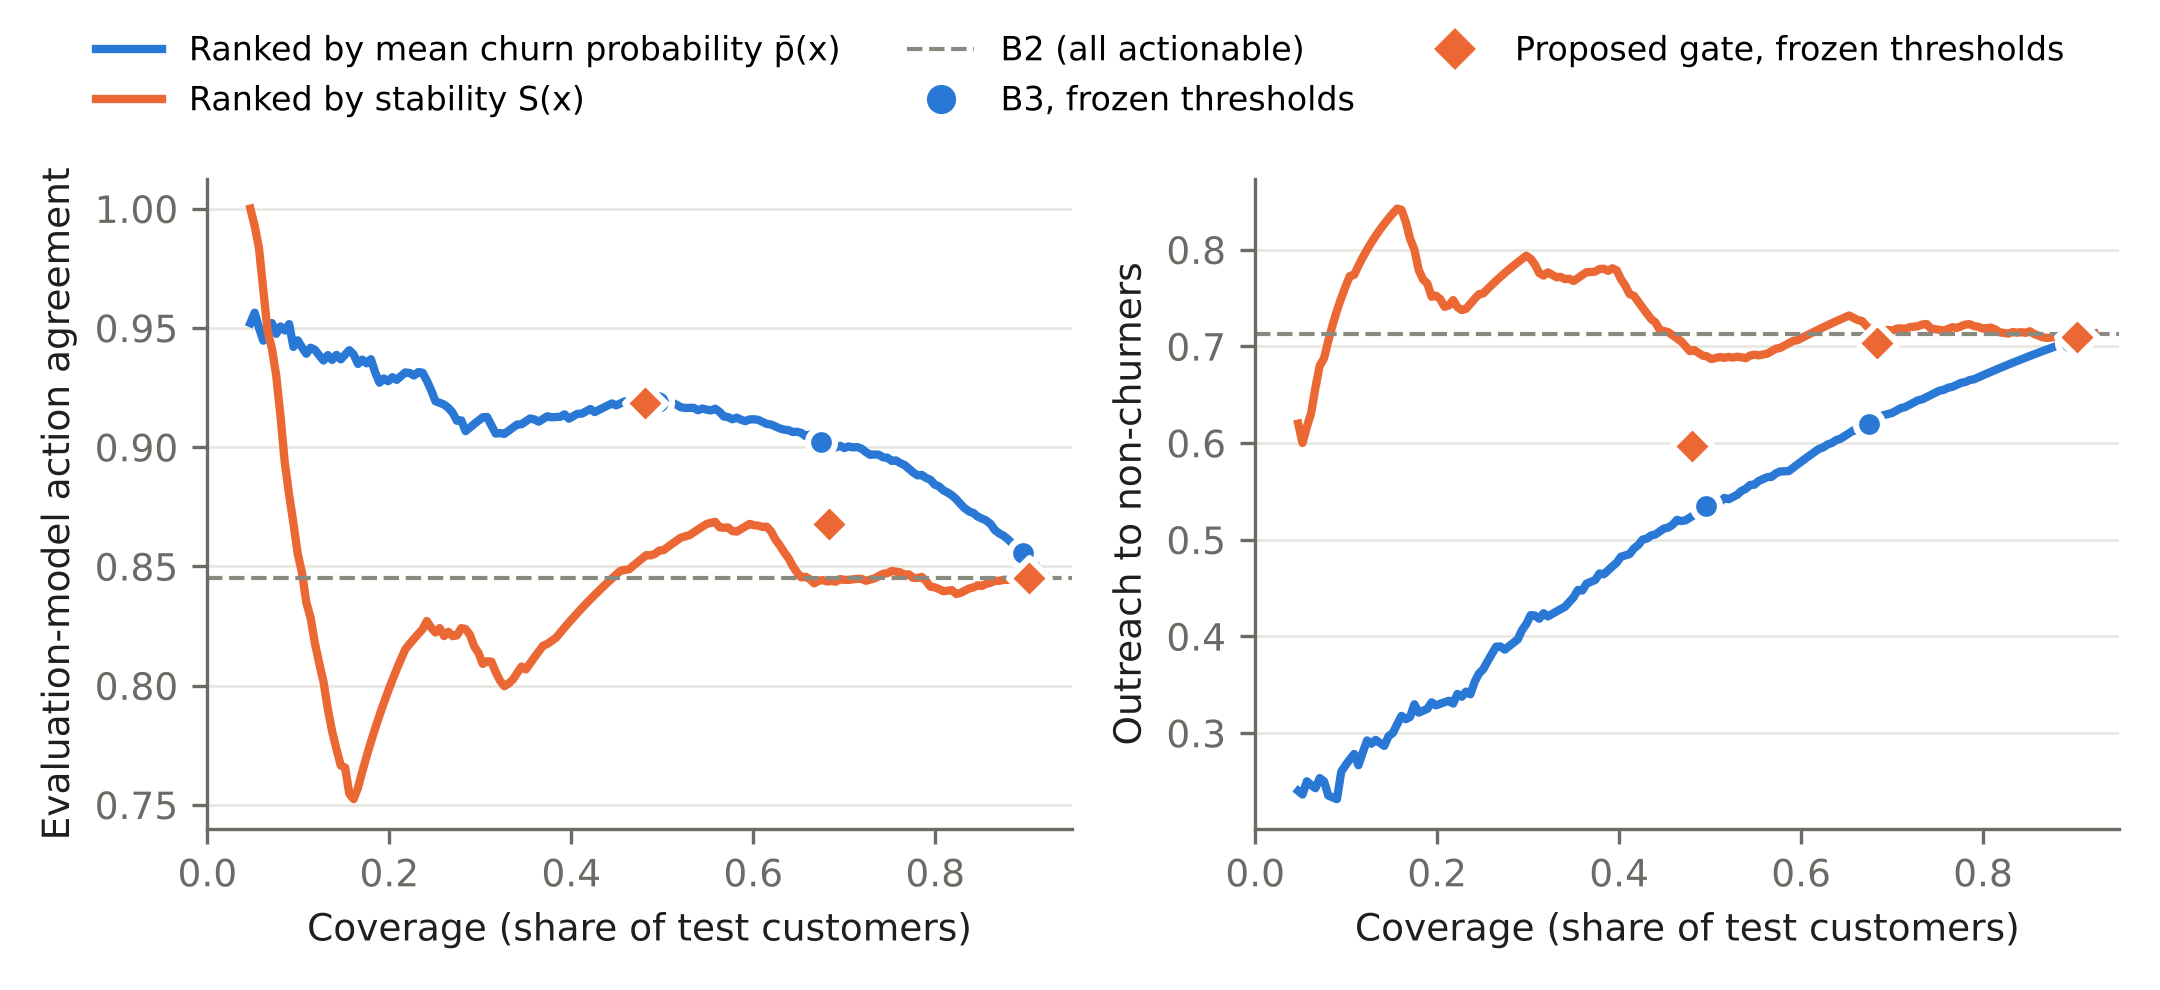 Ranked by mean churn probability p̄(x)
Ranked by stability S(x)
B2 (all actionable)
B3, frozen thresholds
Proposed gate, frozen thresholds
Evaluation-model action agreement
1.00
0.95
0.90
0.85
0.80
0.75
0.0 0.2 0.4 0.6 0.8
Coverage (share of test customers)
Outreach to non-churners
0.8
0.7
0.6
0.5
0.4
0.3
0.0 0.2 0.4 0.6 0.8
Coverage (share of test customers)